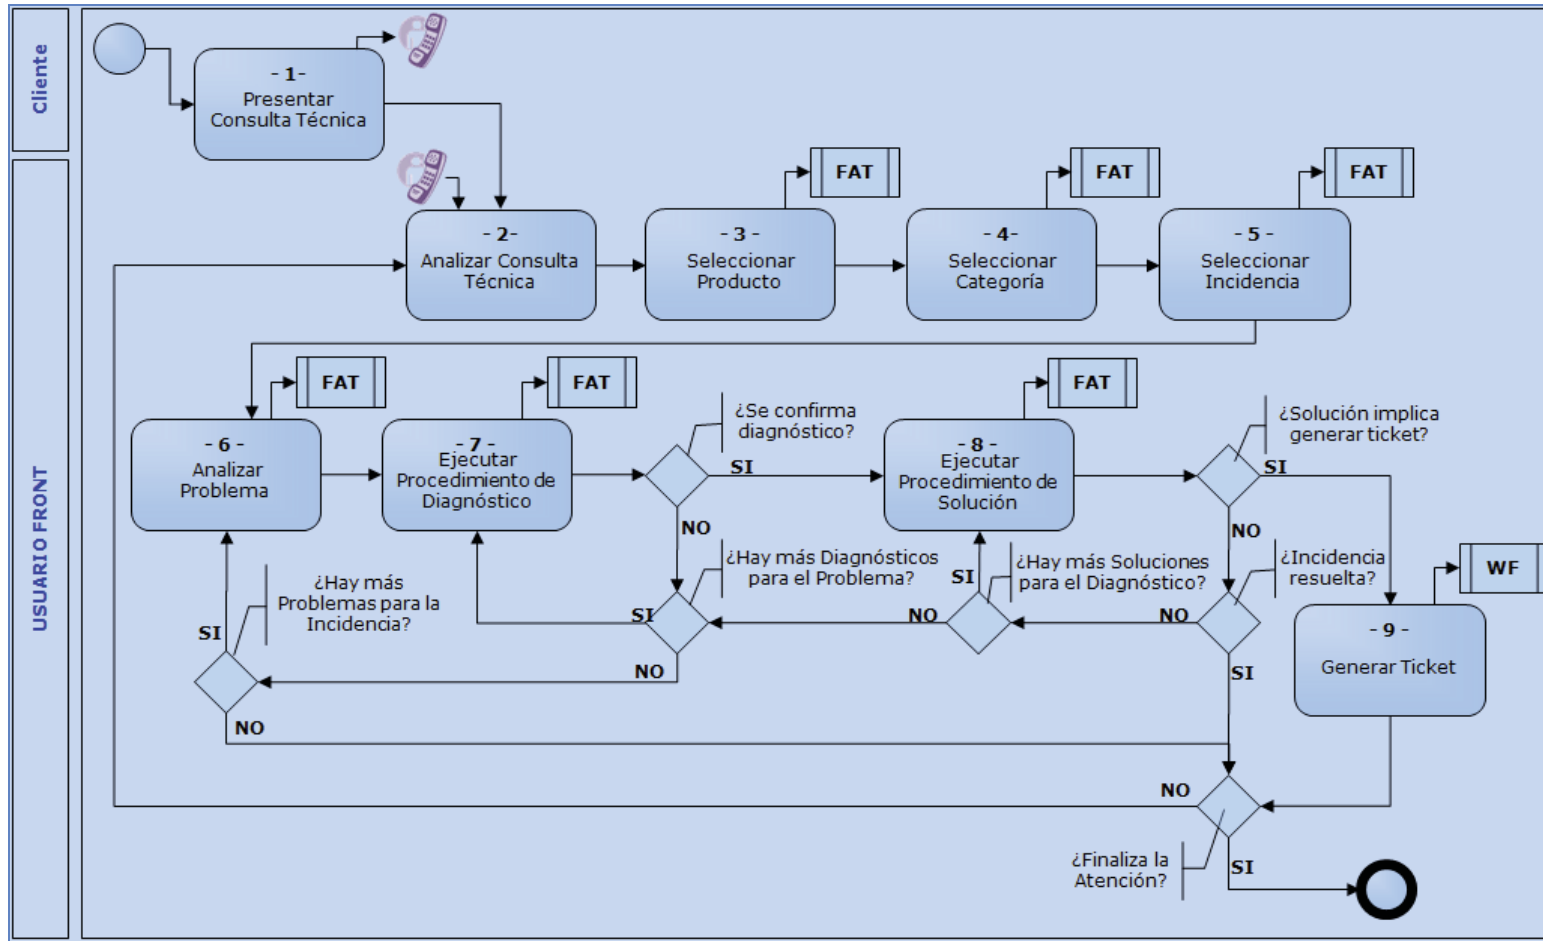 Cliente
- 1-
Presentar
Consulta Técnica
USUARIO FRONT
FAT
FAT
FAT
- 2-
Analizar Consulta
Técnica
- 3 -
Seleccionar
Producto
- 4-
Seleccionar
Categoría
- 5 -
Seleccionar
Incidencia
FAT
FAT
FAT
- 6 -
Analizar
Problema
- 7 -
Ejecutar
Procedimiento de
Diagnóstico
¿Se confirma
diagnóstico?
SI
NO
- 8 -
Ejecutar
Procedimiento de
Solución
¿Solución implica
generar ticket?
SI
NO
¿Hay más
Problemas para la
Incidencia?
SI
NO
¿Hay más Diagnósticos
para el Problema?
SI
NO
¿Hay más Soluciones
para el Diagnóstico?
SI
NO
¿Incidencia
resuelta?
NO
SI
WF
- 9 -
Generar Ticket
NO
¿Finaliza la
Atención?
SI